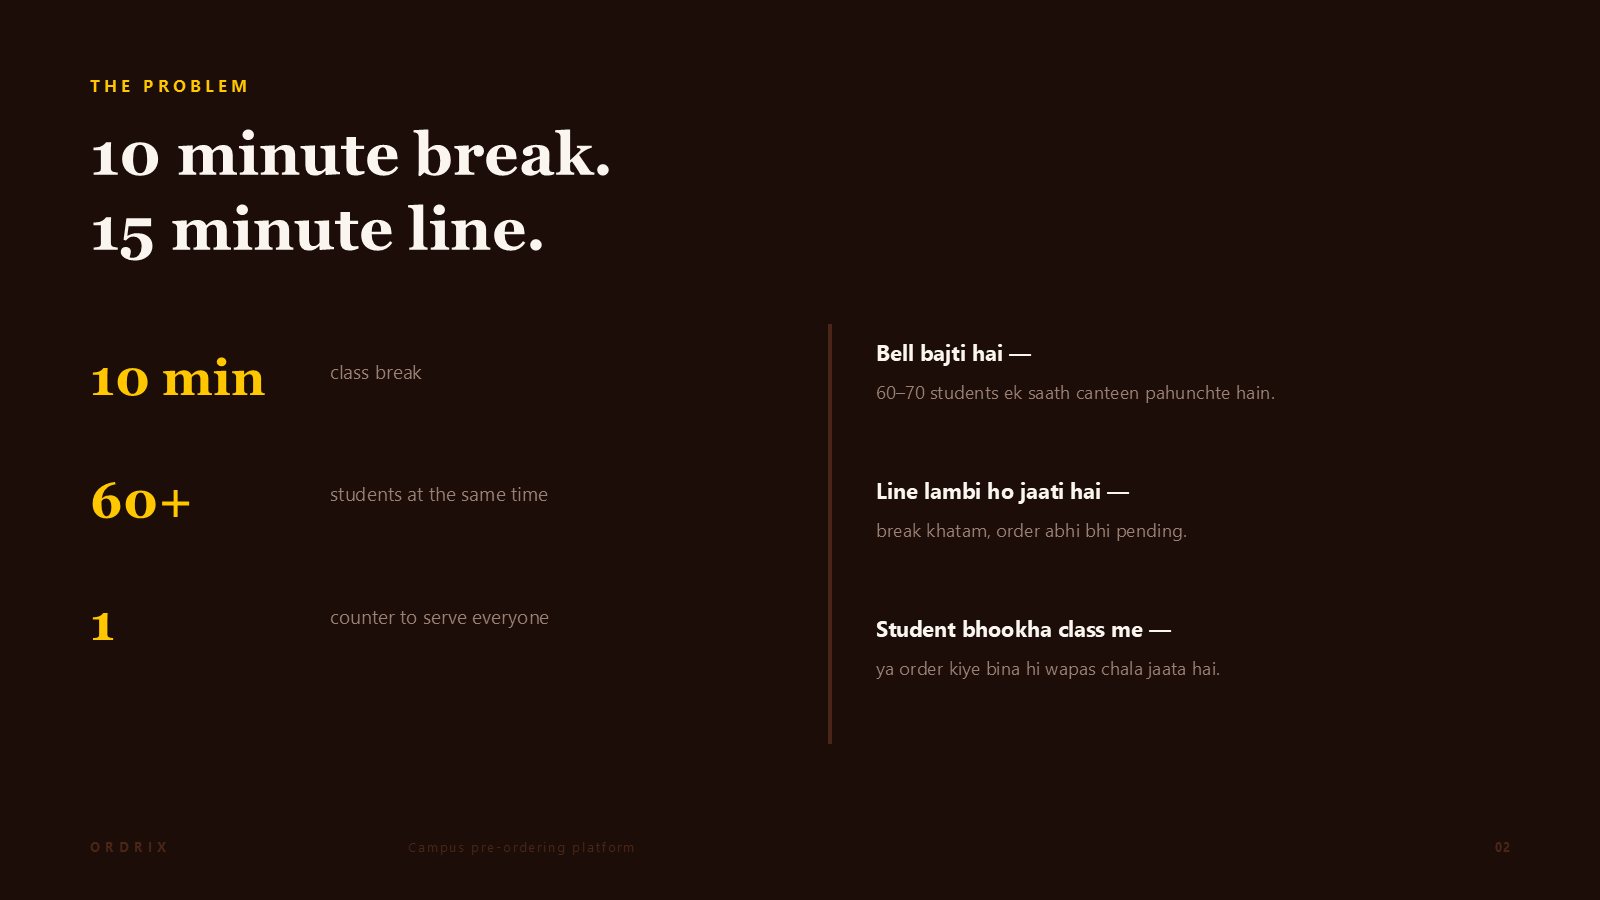 THE PROBLEM
10 minute break.
15 minute line.
10 min
class break
60+
students at the same time
1
counter to serve everyone
Bell bajti hai —
60–70 students ek saath canteen pahunchte hain.
Line lambi ho jaati hai —
break khatam, order abhi bhi pending.
Student bhookha class me —
ya order kiye bina hi wapas chala jaata hai.
ORDRIX
Campus pre-ordering platform
02